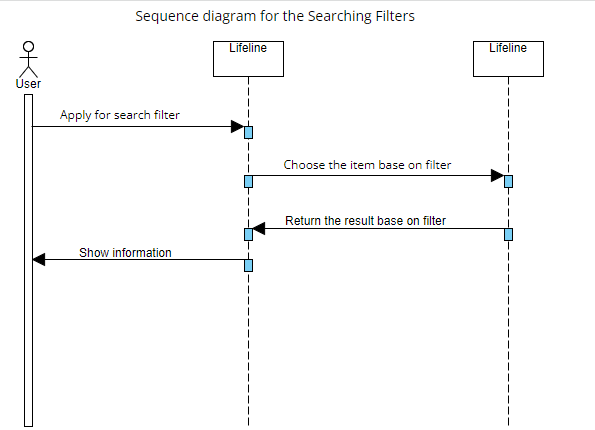 Sequence diagram for the Searching Filters
Lifeline
Lifeline
User
Apply for search filter
Choose the item base on filter
Return the result base on filter
Show information